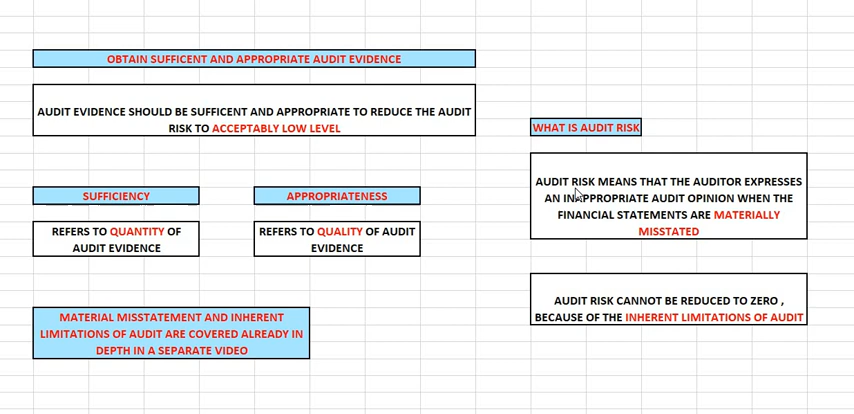 OBTAIN SUFFICENT AND APPROPRIATE AUDIT EVIDENCE
AUDIT EVIDENCE SHOULD BE SUFFICENT AND APPROPRIATE TO REDUCE THE AUDIT
RISK TO ACCEPTABLY LOW LEVEL
WHAT IS AUDIT RISK
AUDIT RISK MEANS THAT THE AUDITOR EXPRESSES
AN INAPPROPRIATE AUDIT OPINION WHEN THE
FINANCIAL STATEMENTS ARE MATERIALLY
MISSTATED
SUFFICIENCY
APPROPRIATENESS
REFERS TO QUANTITY OF
AUDIT EVIDENCE
REFERS TO QUALITY OF AUDIT
EVIDENCE
AUDIT RISK CANNOT BE REDUCED TO ZERO ,
BECAUSE OF THE INHERENT LIMITATIONS OF AUDIT
MATERIAL MISSTATEMENT AND INHERENT
LIMITATIONS OF AUDIT ARE COVERED ALREADY IN
DEPTH IN A SEPARATE VIDEO